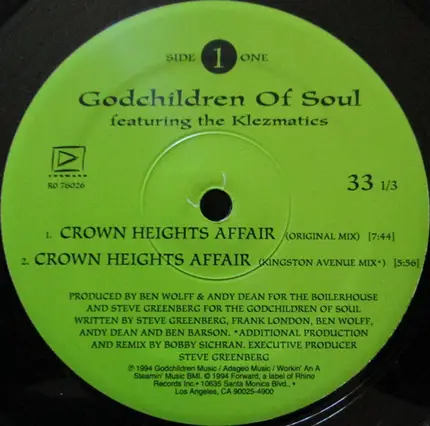 SIDE 1 ONE
Godchildren Of Soul
featuring the Klezmatics
FORWARD
R0 76026
33 1/3
1. CROWN HEIGHTS AFFAIR (ORIGINAL MIX) [7:44]
2. CROWN HEIGHTS AFFAIR (KINGSTON AVENUE MIX*) [5:56]
PRODUCED BY BEN WOLFF & ANDY DEAN FOR THE BOILERHOUSE
AND STEVE GREENBERG FOR THE GODCHILDREN OF SOUL
WRITTEN BY STEVE GREENBERG, FRANK LONDON, BEN WOLFF,
ANDY DEAN AND BEN BARSON. *ADDITIONAL PRODUCTION
AND REMIX BY BOBBY SICHRAN. EXECUTIVE PRODUCER
STEVE GREENBERG
℗ 1994 Godchildren Music / Adageo Music / Workin' An A
Steamin' Music BMI. © 1994 Forward, a label of Rhino
Records Inc.• 10635 Santa Monica Blvd., •
Los Angeles, CA 90025-4900